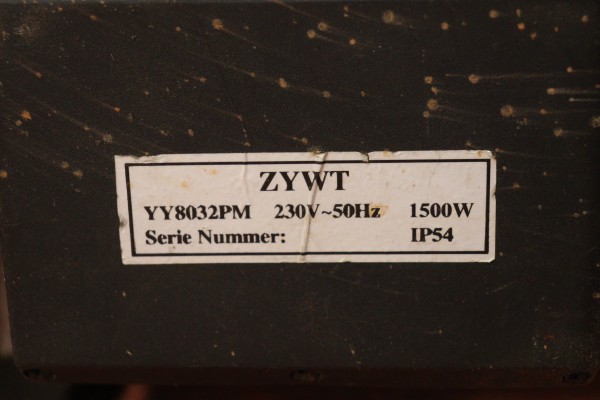 ZYWT
YY8032PM 230V~50Hz 1500W
Serie Nummer: IP54